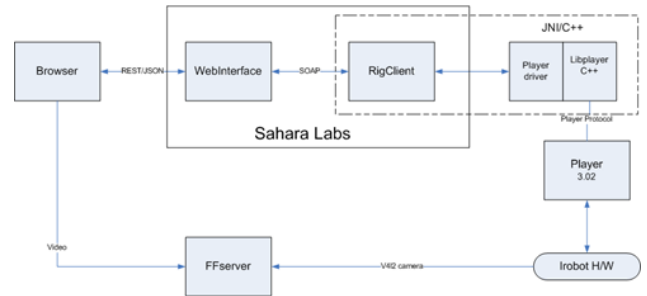 JNI/C++
Browser
REST/JSON
WebInterface
SOAP
RigClient
Player
driver
Libplayer
C++
Sahara Labs
Player Protocol
Player
3.02
Video
FFserver
V4l2 camera
Irobot H/W